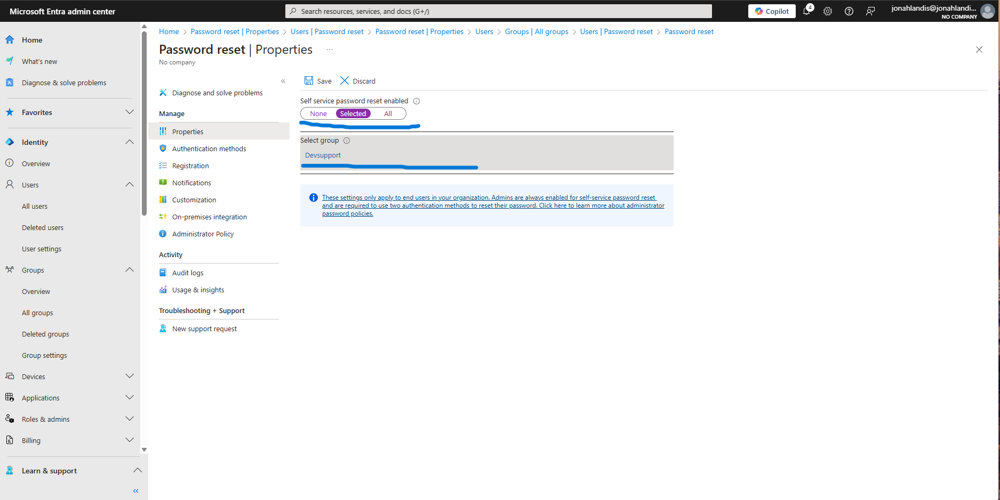 Microsoft Entra admin center
Search resources, services, and docs (G+/)
Copilot
4
jonahlandis@jonahlandi...
NO COMPANY
Home
What's new
Diagnose & solve problems
Favorites
Identity
Overview
Users
All users
Deleted users
User settings
Groups
Overview
All groups
Deleted groups
Group settings
Devices
Applications
Roles & admins
Billing
Learn & support
Home > Password reset | Properties > Users | Password reset > Password reset | Properties > Users > Groups | All groups > Users | Password reset > Password reset
Password reset | Properties ...
No company
Diagnose and solve problems
Manage
Properties
Authentication methods
Registration
Notifications
Customization
On-premises integration
Administrator Policy
Activity
Audit logs
Usage & insights
Troubleshooting + Support
New support request
Save Discard
Self service password reset enabled
None Selected All
Select group
Devsupport
These settings only apply to end users in your organization. Admins are always enabled for self-service password reset
and are required to use two authentication methods to reset their password. Click here to learn more about administrator
password policies.